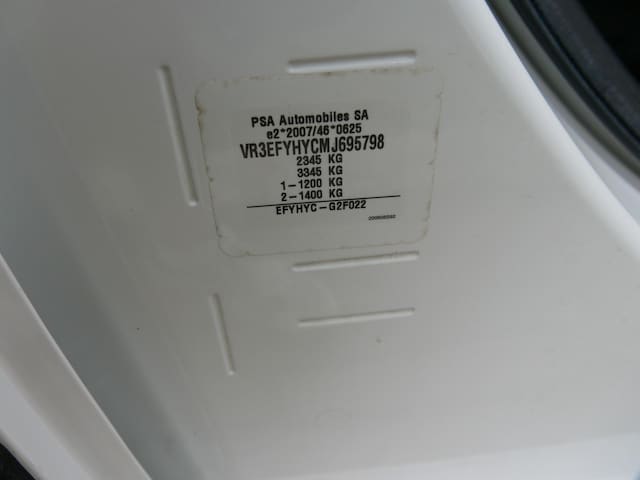 PSA Automobiles SA
e2*2007/46*0625
VR3EFYHYCMJ695798
2345 KG
3345 KG
1-1200 KG
2-1400 KG
EFYHYC-G2F022